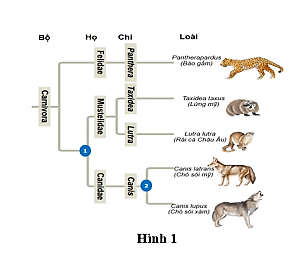 Bộ Họ Chi Loài
Carnivora
Felidae
Panthera
Pantherapardus
(Báo gấm)
Mustelidae
Taxidea
Taxidea taxus
(Lửng mỹ)
Lutra
Lutra lutra
(Rái cá Châu Âu)
1
Canidae
Canis
2
Canis latrans
(Chó sói mỹ)
Canis lupus
(Chó sói xám)
Hình 1